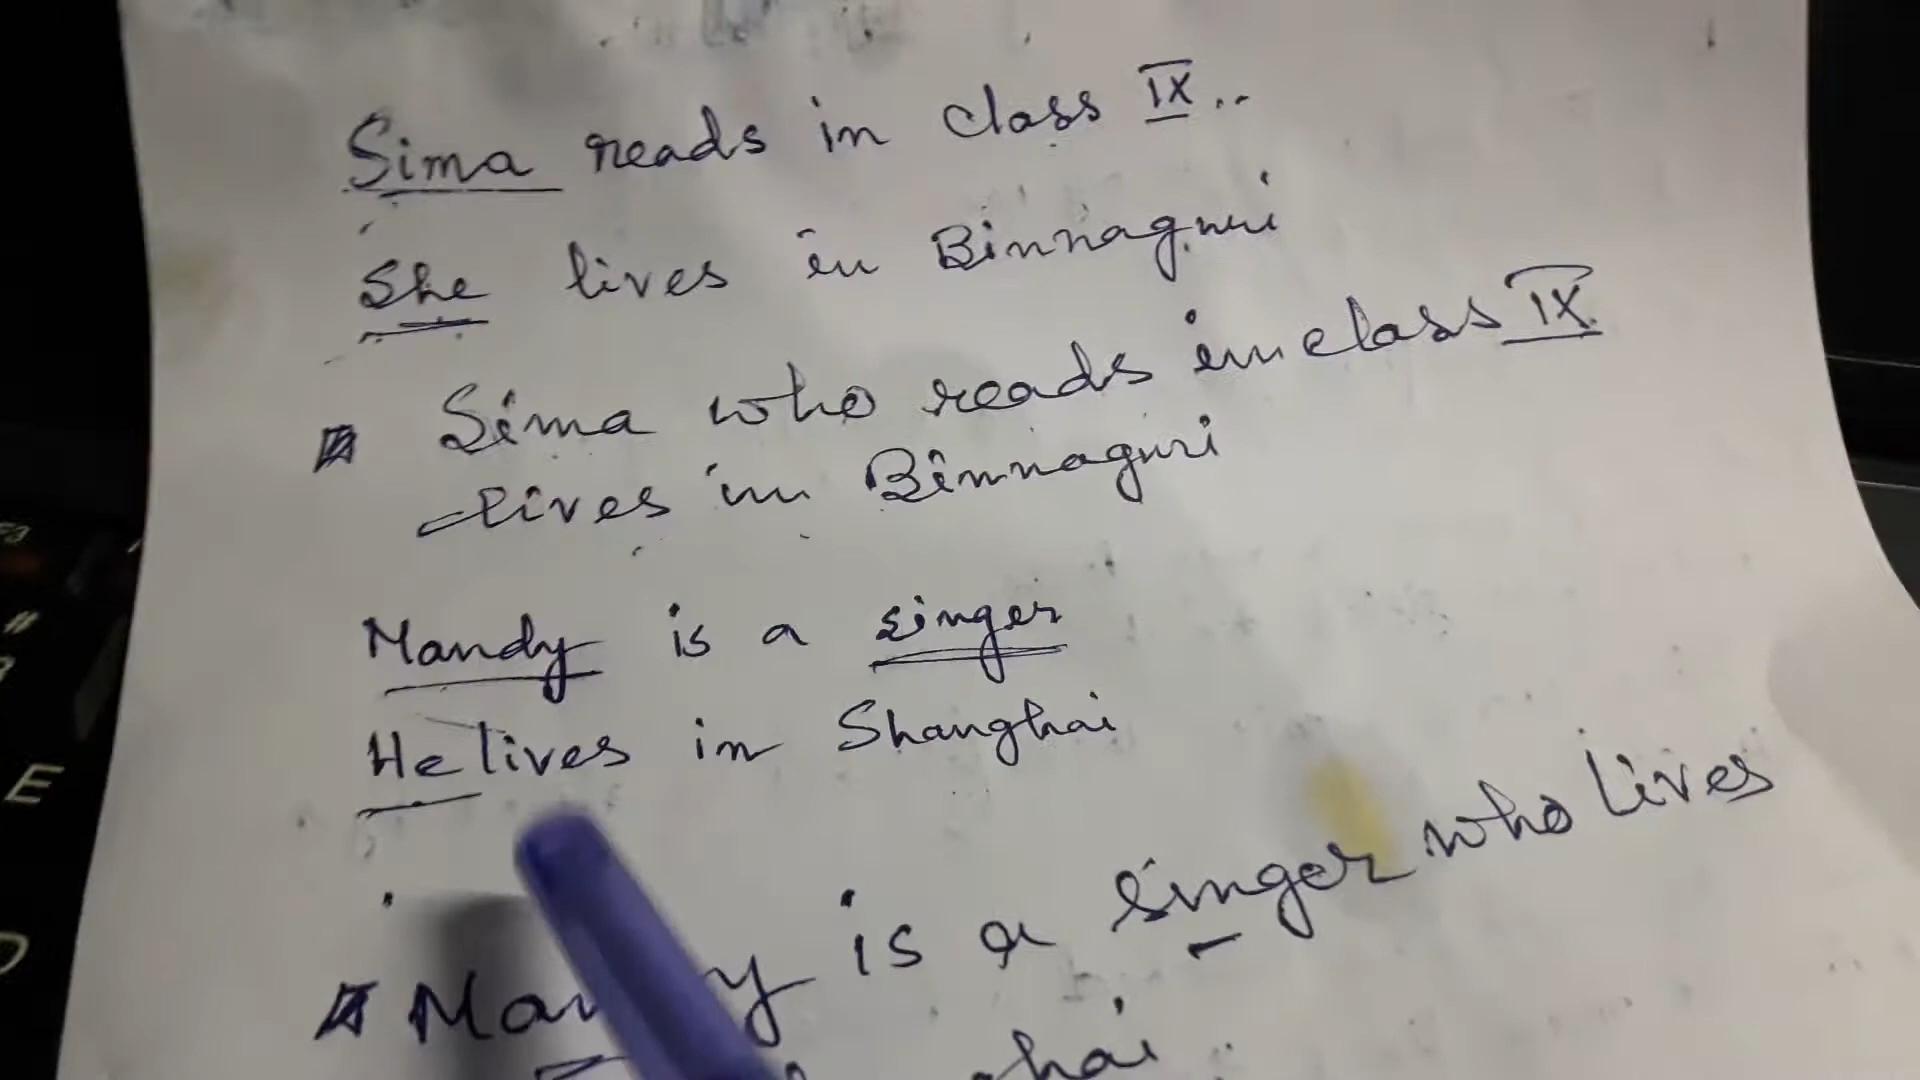 Sima reads in class IX..
She lives in Binnaguri
Sima who reads in class IX
lives in Binnaguri
Mandy is a singer
He lives in Shanghai
is a singer who lives